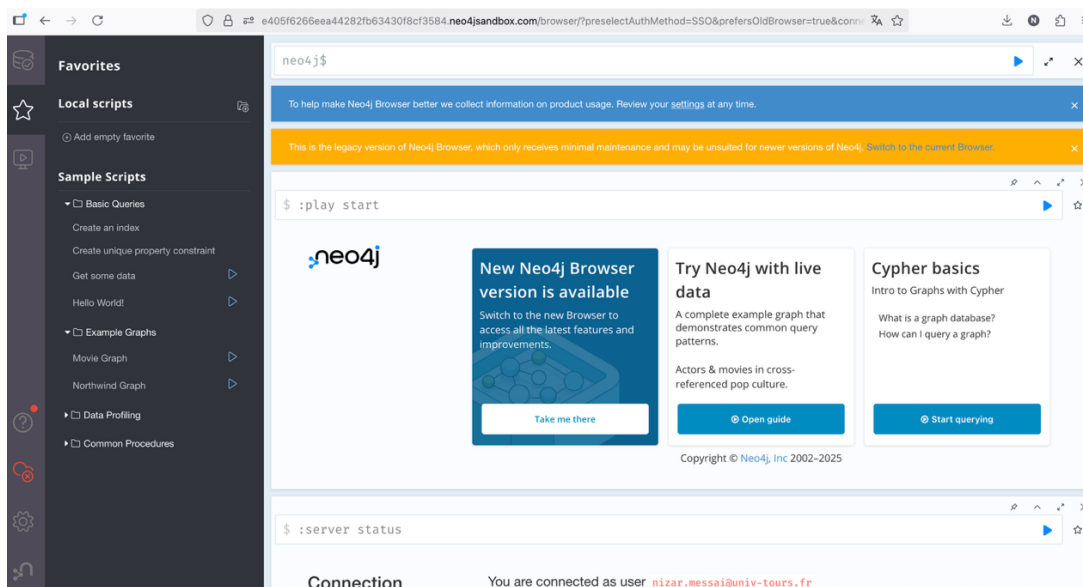 e405f6266eea44282fb63430f8cf3584.neo4jsandbox.com/browser/?preselectAuthMethod=SSO&prefersOldBrowser=true&conne
Favorites
Local scripts
Add empty favorite
Sample Scripts
Basic Queries
Create an index
Create unique property constraint
Get some data
Hello World!
Example Graphs
Movie Graph
Northwind Graph
Data Profiling
Common Procedures
neo4j$
To help make Neo4j Browser better we collect information on product usage. Review your settings at any time.
This is the legacy version of Neo4j Browser, which only receives minimal maintenance and may be unsuited for newer versions of Neo4j. Switch to the current Browser.
$ :play start
neo4j
New Neo4j Browser
version is available
Switch to the new Browser to
access all the latest features and
improvements.
Take me there
Try Neo4j with live
data
A complete example graph that
demonstrates common query
patterns.
Actors & movies in cross-
referenced pop culture.
Open guide
Cypher basics
Intro to Graphs with Cypher
What is a graph database?
How can I query a graph?
Start querying
Copyright © Neo4j, Inc 2002–2025
$ :server status
Connection
You are connected as user nizar.messai@univ-tours.fr